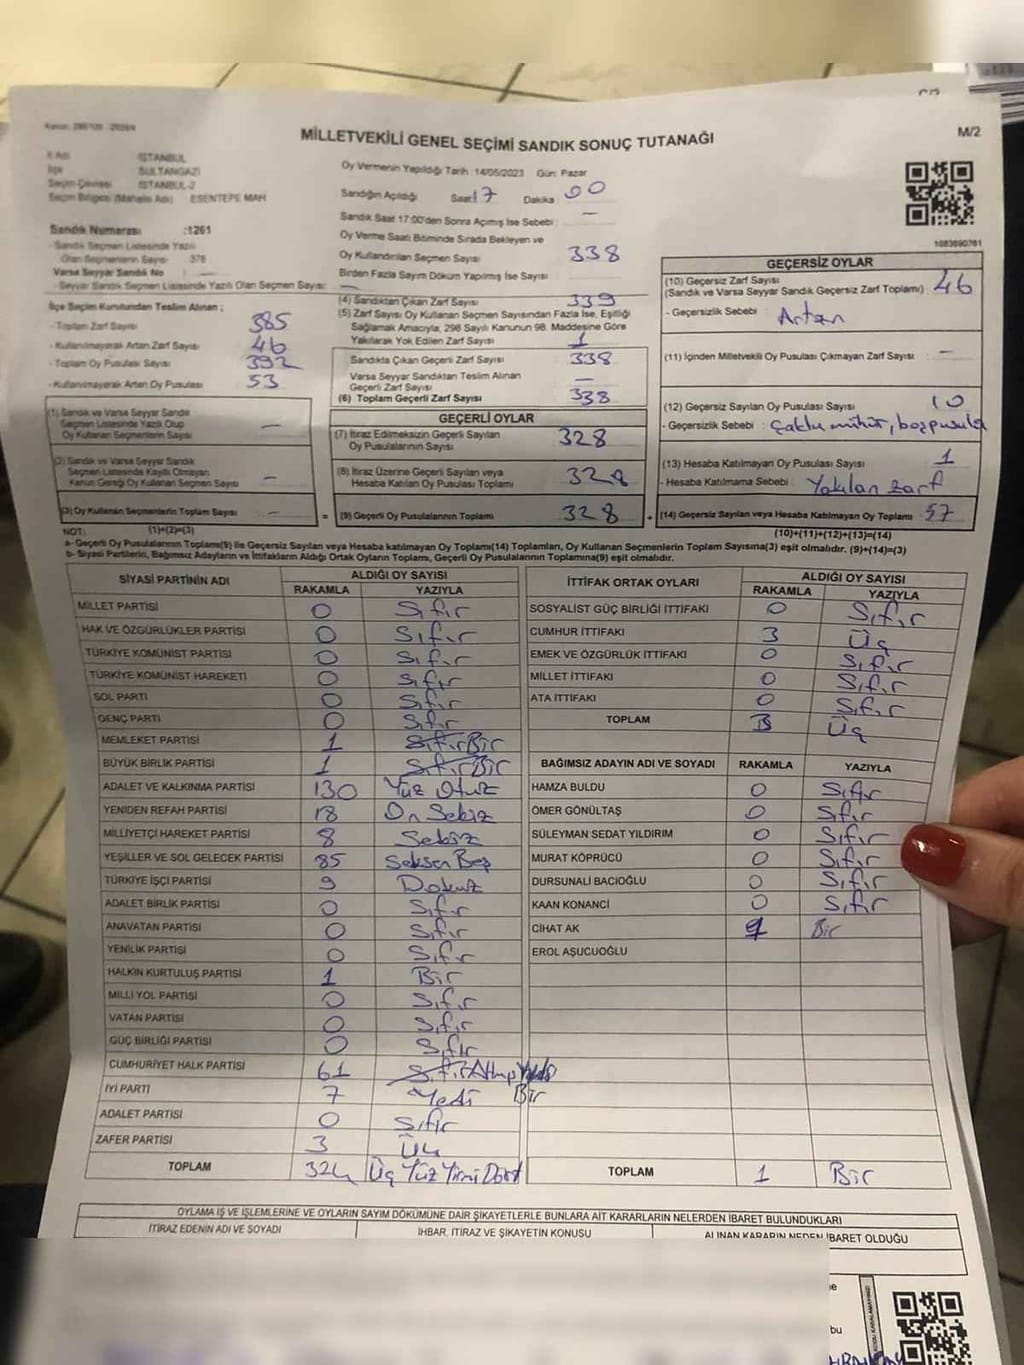 MİLLETVEKİLİ GENEL SEÇİMİ SANDIK SONUÇ TUTANAĞI
M/2
İSTANBUL
SULTANGAZİ
Seçim Çevresi İSTANBUL-2
Seçim Bölgesi (Mahalle Adı) ESENTEPE MAH
Sandık Numarası :1261
- Sandık Seçmen Listesinde Yazılı
Olan Seçmenlerin Sayısı 376
Varsa Seyyar Sandık No
- Seyyar Sandık Seçmen Listesinde Yazılı Olan Seçmen Sayısı:
İlçe Seçim Kurulundan Teslim Alınan ;
- Toplam Zarf Sayısı 385
- Kullanılmayarak Artan Zarf Sayısı 46
- Toplam Oy Pusulası Sayısı 392
- Kullanılmayarak Artan Oy Pusulası 53
(1) Sandık ve Varsa Seyyar Sandık
Seçmen Listesinde Yazılı Olup
Oy Kullanan Seçmenlerin Sayısı –
(2) Sandık ve Varsa Seyyar Sandık
Seçmen Listesinde Kayıtlı Olmayan
Kanun Gereği Oy Kullanan Seçmen Sayısı –
(3) Oy Kullanan Seçmenlerin Toplam Sayısı –
(1)+(2)=(3)
Oy Vermenin Yapıldığı Tarih: 14/05/2023 Gün: Pazar
Sandığın Açıldığı Saat 17 Dakika 00
Sandık Saat 17:00'den Sonra Açılmış İse Sebebi : –
Oy Verme Saati Bitiminde Sırada Bekleyen ve
Oy Kullandırılan Seçmen Sayısı 338
Birden Fazla Sayım Döküm Yapılmış İse Sayısı
(4) Sandıktan Çıkan Zarf Sayısı 339
(5) Zarf Sayısı Oy Kullanan Seçmen Sayısından Fazla İse, Eşitliği
Sağlamak Amacıyla, 298 Sayılı Kanunun 98. Maddesine Göre
Yakılarak Yok Edilen Zarf Sayısı 1
Sandıkta Çıkan Geçerli Zarf Sayısı 338
Varsa Seyyar Sandıktan Teslim Alınan
Geçerli Zarf Sayısı –
(6) Toplam Geçerli Zarf Sayısı 338
GEÇERLİ OYLAR
(7) İtiraz Edilmeksizin Geçerli Sayılan
Oy Pusulalarının Sayısı 328
(8) İtiraz Üzerine Geçerli Sayılan veya
Hesaba Katılan Oy Pusulası Toplamı 328
= (9) Geçerli Oy Pusulalarının Toplamı 328 +
1083690761
GEÇERSİZ OYLAR
(10) Geçersiz Zarf Sayısı
(Sandık ve Varsa Seyyar Sandık Geçersiz Zarf Toplamı) : 46
- Geçersizlik Sebebi : Artan
(11) İçinden Milletvekili Oy Pusulası Çıkmayan Zarf Sayısı : –
(12) Geçersiz Sayılan Oy Pusulası Sayısı 10
- Geçersizlik Sebebi : Çoklu mühür, boş pusula
(13) Hesaba Katılmayan Oy Pusulası Sayısı 1
- Hesaba Katılmama Sebebi : Yakılan zarf
(14) Geçersiz Sayılan veya Hesaba Katılmayan Oy Toplamı 57
(10)+(11)+(12)+(13)=(14)
NOT:
a- Geçerli Oy Pusulalarının Toplamı(9) ile Geçersiz Sayılan veya Hesaba katılmayan Oy Toplamı(14) Toplamları, Oy Kullanan Seçmenlerin Toplam Sayısına(3) eşit olmalıdır. (9)+(14)=(3)
b- Siyasi Partilerin, Bağımsız Adayların ve İttifakların Aldığı Ortak Oyların Toplamı, Geçerli Oy Pusulalarının Toplamına(9) eşit olmalıdır.
SİYASİ PARTİNİN ADI ALDIĞI OY SAYISI
RAKAMLA YAZIYLA
MİLLET PARTİSİ 0 Sıfır
HAK VE ÖZGÜRLÜKLER PARTİSİ 0 Sıfır
TÜRKİYE KOMÜNİST PARTİSİ 0 Sıfır
TÜRKİYE KOMÜNİST HAREKETİ 0 Sıfır
SOL PARTİ 0 Sıfır
GENÇ PARTİ 0 Sıfır
MEMLEKET PARTİSİ 1 Sıfır Bir
BÜYÜK BİRLİK PARTİSİ 1 Sıfır Bir
ADALET VE KALKINMA PARTİSİ 130 Yüz Otuz
YENİDEN REFAH PARTİSİ 18 On Sekiz
MİLLİYETÇİ HAREKET PARTİSİ 8 Sekiz
YEŞİLLER VE SOL GELECEK PARTİSİ 85 Seksen Beş
TÜRKİYE İŞÇİ PARTİSİ 9 Dokuz
ADALET BİRLİK PARTİSİ 0 Sıfır
ANAVATAN PARTİSİ 0 Sıfır
YENİLİK PARTİSİ 0 Sıfır
HALKIN KURTULUŞ PARTİSİ 1 Bir
MİLLİ YOL PARTİSİ 0 Sıfır
VATAN PARTİSİ 0 Sıfır
GÜÇ BİRLİĞİ PARTİSİ 0 Sıfır
CUMHURİYET HALK PARTİSİ 61 Sıfır Altmış Bir
İYİ PARTİ 7 Yedi
ADALET PARTİSİ 0 Sıfır
ZAFER PARTİSİ 3 Üç
TOPLAM 324 Üç Yüz Yirmi Dört
İTTİFAK ORTAK OYLARI ALDIĞI OY SAYISI
RAKAMLA YAZIYLA
SOSYALİST GÜÇ BİRLİĞİ İTTİFAKI 0 Sıfır
CUMHUR İTTİFAKI 3 Üç
EMEK VE ÖZGÜRLÜK İTTİFAKI 0 Sıfır
MİLLET İTTİFAKI 0 Sıfır
ATA İTTİFAKI 0 Sıfır
TOPLAM 3 Üç
BAĞIMSIZ ADAYIN ADI VE SOYADI RAKAMLA YAZIYLA
HAMZA BULDU 0 Sıfır
ÖMER GÖNÜLTAŞ 0 Sıfır
SÜLEYMAN SEDAT YILDIRIM 0 Sıfır
MURAT KÖPRÜCÜ 0 Sıfır
DURSUNALİ BACIOĞLU 0 Sıfır
KAAN KONANCİ 0 Sıfır
CİHAT AK 1 Bir
EROL AŞUCUOĞLU
TOPLAM 1 Bir
OYLAMA İŞ VE İŞLEMLERİNE VE OYLARIN SAYIM DÖKÜMÜNE DAİR ŞİKAYETLERLE BUNLARA AİT KARARLARIN NELERDEN İBARET BULUNDUKLARI
İTİRAZ EDENİN ADI VE SOYADI İHBAR, İTİRAZ VE ŞİKAYETİN KONUSU ALINAN KARARIN NEDEN İBARET OLDUĞU